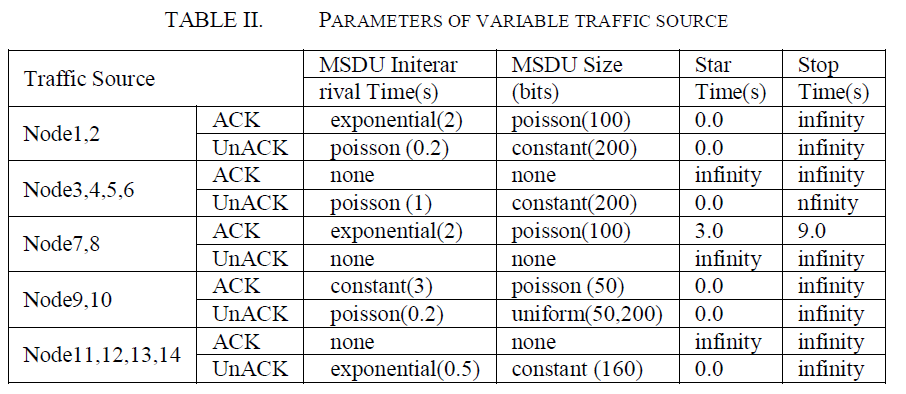 TABLE II. PARAMETERS OF VARIABLE TRAFFIC SOURCE
Traffic Source MSDU Initerar MSDU Size Star Stop
rival Time(s) (bits) Time(s) Time(s)
Node1,2 ACK exponential(2) poisson(100) 0.0 infinity
UnACK poisson (0.2) constant(200) 0.0 infinity
Node3,4,5,6 ACK none none infinity infinity
UnACK poisson (1) constant(200) 0.0 nfinity
Node7,8 ACK exponential(2) poisson(100) 3.0 9.0
UnACK none none infinity infinity
Node9,10 ACK constant(3) poisson (50) 0.0 infinity
UnACK poisson(0.2) uniform(50,200) 0.0 infinity
Node11,12,13,14 ACK none none infinity infinity
UnACK exponential(0.5) constant (160) 0.0 infinity